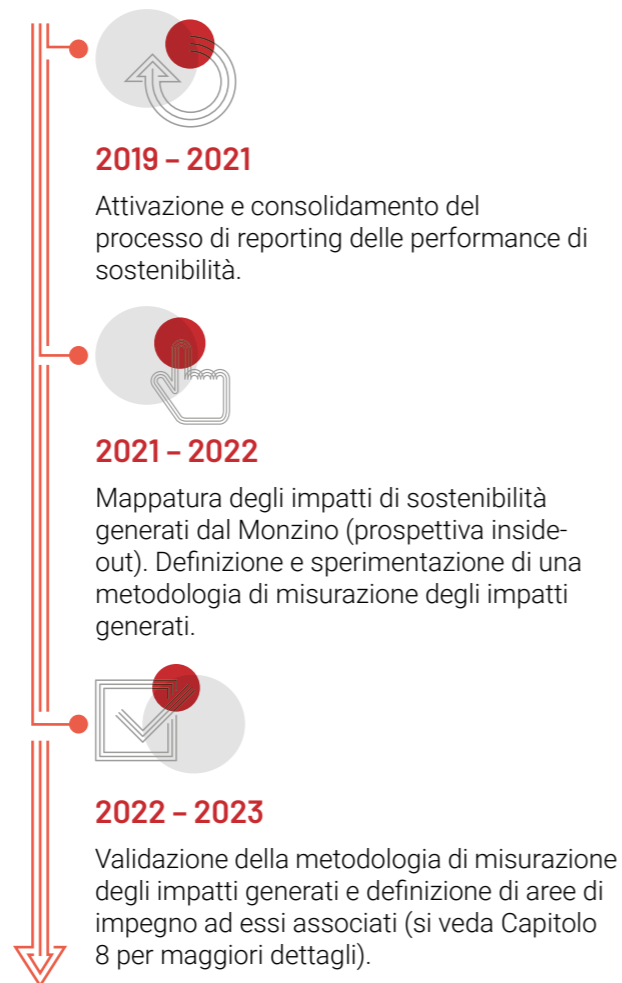 2019 – 2021
Attivazione e consolidamento del
processo di reporting delle performance di
sostenibilità.
2021 – 2022
Mappatura degli impatti di sostenibilità
generati dal Monzino (prospettiva inside-
out). Definizione e sperimentazione di una
metodologia di misurazione degli impatti
generati.
2022 – 2023
Validazione della metodologia di misurazione
degli impatti generati e definizione di aree di
impegno ad essi associati (si veda Capitolo
8 per maggiori dettagli).